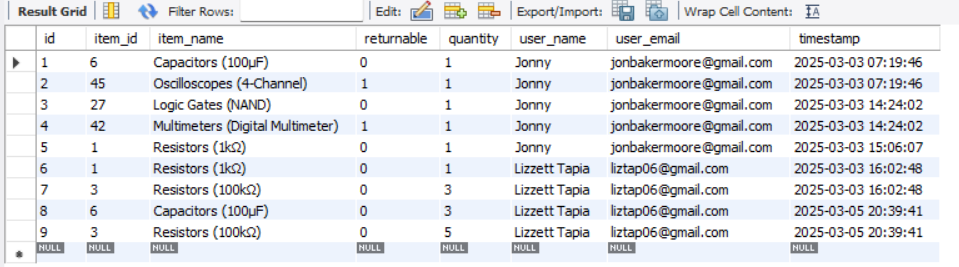 Result Grid Filter Rows: Edit: Export/Import: Wrap Cell Content: IA
id item_id item_name returnable quantity user_name user_email timestamp
1 6 Capacitors (100µF) 0 1 Jonny jonbakermoore@gmail.com 2025-03-03 07:19:46
2 45 Oscilloscopes (4-Channel) 1 1 Jonny jonbakermoore@gmail.com 2025-03-03 07:19:46
3 27 Logic Gates (NAND) 0 1 Jonny jonbakermoore@gmail.com 2025-03-03 14:24:02
4 42 Multimeters (Digital Multimeter) 1 1 Jonny jonbakermoore@gmail.com 2025-03-03 14:24:02
5 1 Resistors (1kΩ) 0 1 Jonny jonbakermoore@gmail.com 2025-03-03 15:06:07
6 1 Resistors (1kΩ) 0 1 Lizzett Tapia liztap06@gmail.com 2025-03-03 16:02:48
7 3 Resistors (100kΩ) 0 3 Lizzett Tapia liztap06@gmail.com 2025-03-03 16:02:48
8 6 Capacitors (100µF) 0 3 Lizzett Tapia liztap06@gmail.com 2025-03-05 20:39:41
9 3 Resistors (100kΩ) 0 5 Lizzett Tapia liztap06@gmail.com 2025-03-05 20:39:41
NULL NULL NULL NULL NULL NULL NULL NULL